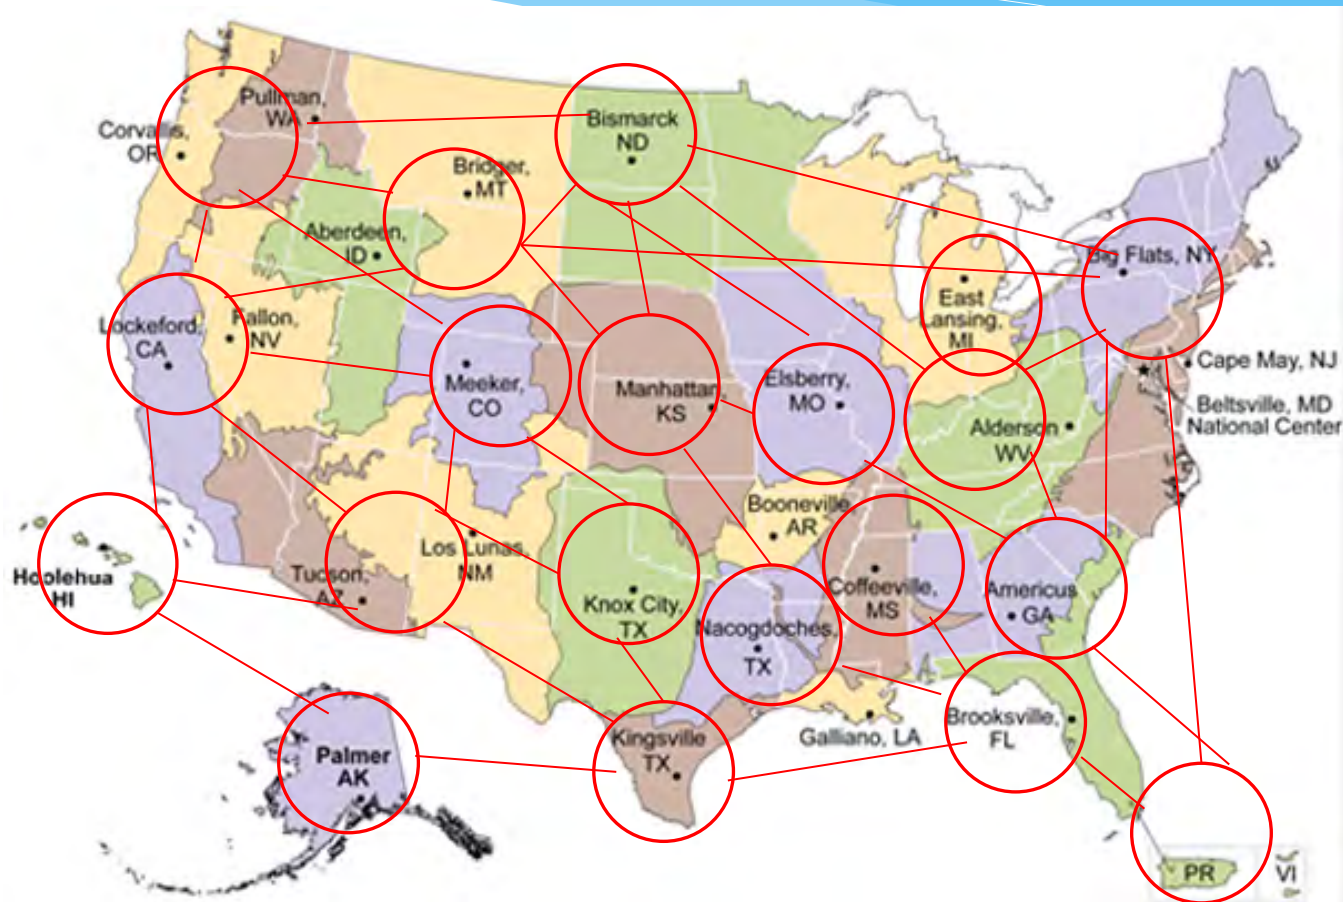 Pullman,
WA
Corvallis,
OR
Bismarck
ND
Bridger,
MT
Aberdeen,
ID
Big Flats, NY
East
Lansing,
MI
Lockeford,
CA
Fallon,
NV
Meeker,
CO
Manhattan,
KS
Elsberry,
MO
Cape May, NJ
Beltsville, MD
National Center
Alderson
WV
Booneville,
AR
Los Lunas,
NM
Tucson,
AZ
Hoolehua
HI
Knox City,
TX
Nacogdoches,
TX
Coffeeville,
MS
Americus
GA
Brooksville,
FL
Galliano, LA
Kingsville
TX
Palmer
AK
PR
VI